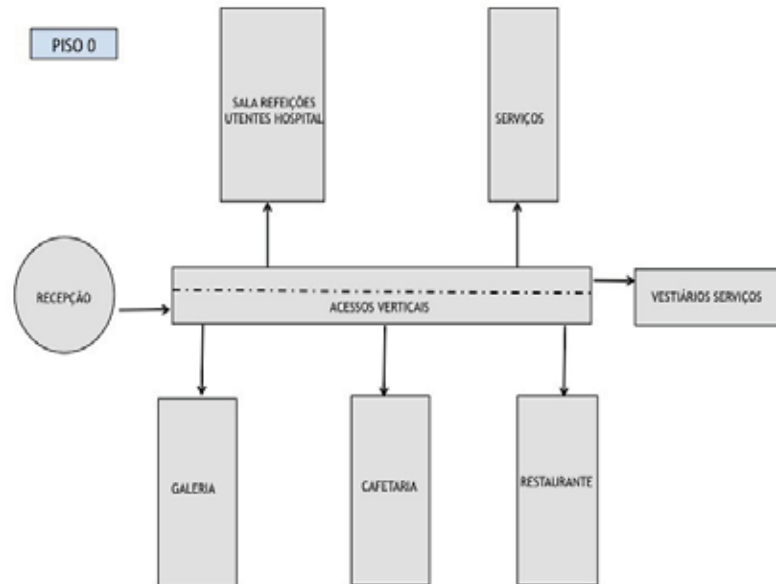 PISO 0
SALA REFEIÇÕES
UTENTES HOSPITAL
SERVIÇOS
RECEPÇÃO
ACESSOS VERTICAIS
VESTIÁRIOS SERVIÇOS
GALERIA
CAFETARIA
RESTAURANTE